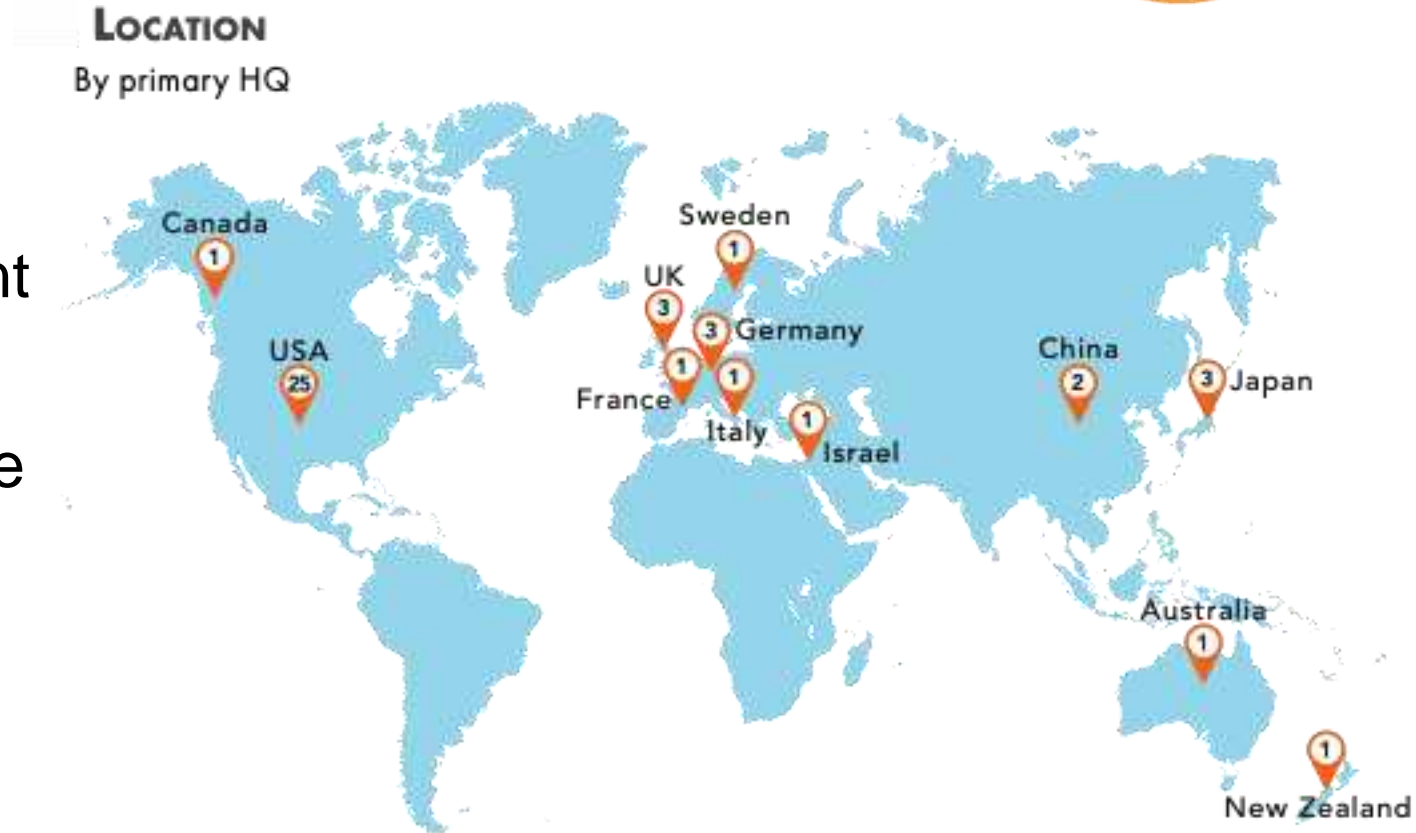 LOCATION
By primary HQ
Canada
1
Sweden
1
nt
UK
3
3 Germany
USA
25
1
France
1
Italy
1
Israel
China
2
3 Japan
e
Australia
1
1
New Zealand